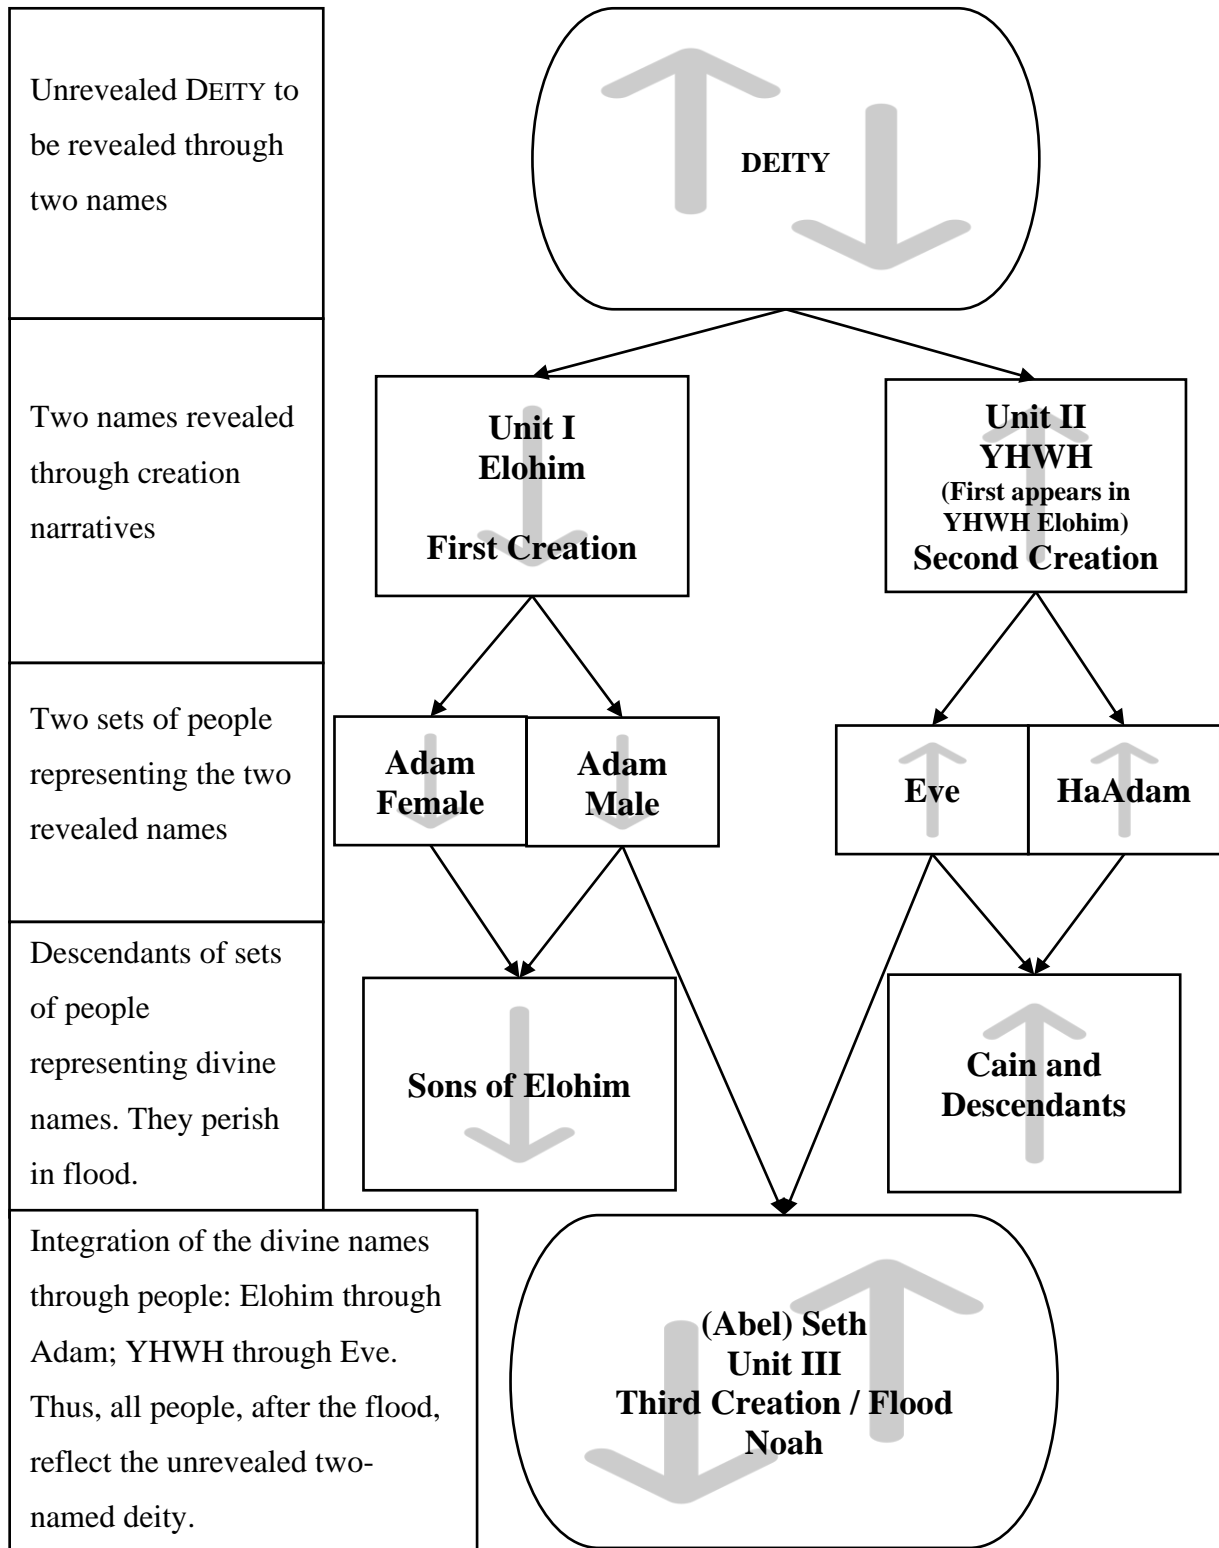 Unrevealed DEITY to
be revealed through
two names
DEITY
Two names revealed
through creation
narratives
Unit I
Elohim
First Creation
Unit II
YHWH
(First appears in
YHWH Elohim)
Second Creation
Two sets of people
representing the two
revealed names
Adam
Female
Adam
Male
Eve
HaAdam
Descendants of sets
of people
representing divine
names. They perish
in flood.
Sons of Elohim
Cain and
Descendants
Integration of the divine names
through people: Elohim through
Adam; YHWH through Eve.
Thus, all people, after the flood,
reflect the unrevealed two-
named deity.
(Abel) Seth
Unit III
Third Creation / Flood
Noah